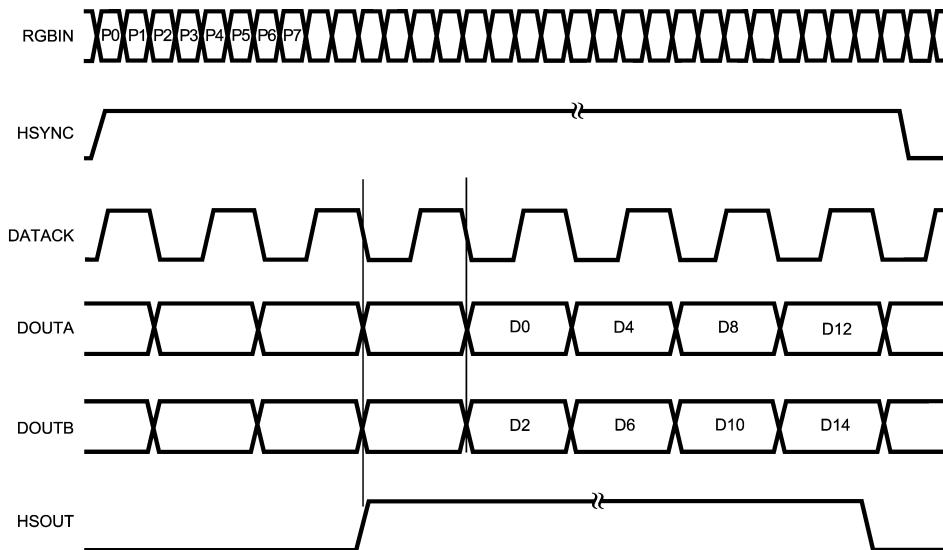 RGBIN P0 P1 P2 P3 P4 P5 P6 P7
HSYNC
DATACK
DOUTA D0 D4 D8 D12
DOUTB D2 D6 D10 D14
HSOUT